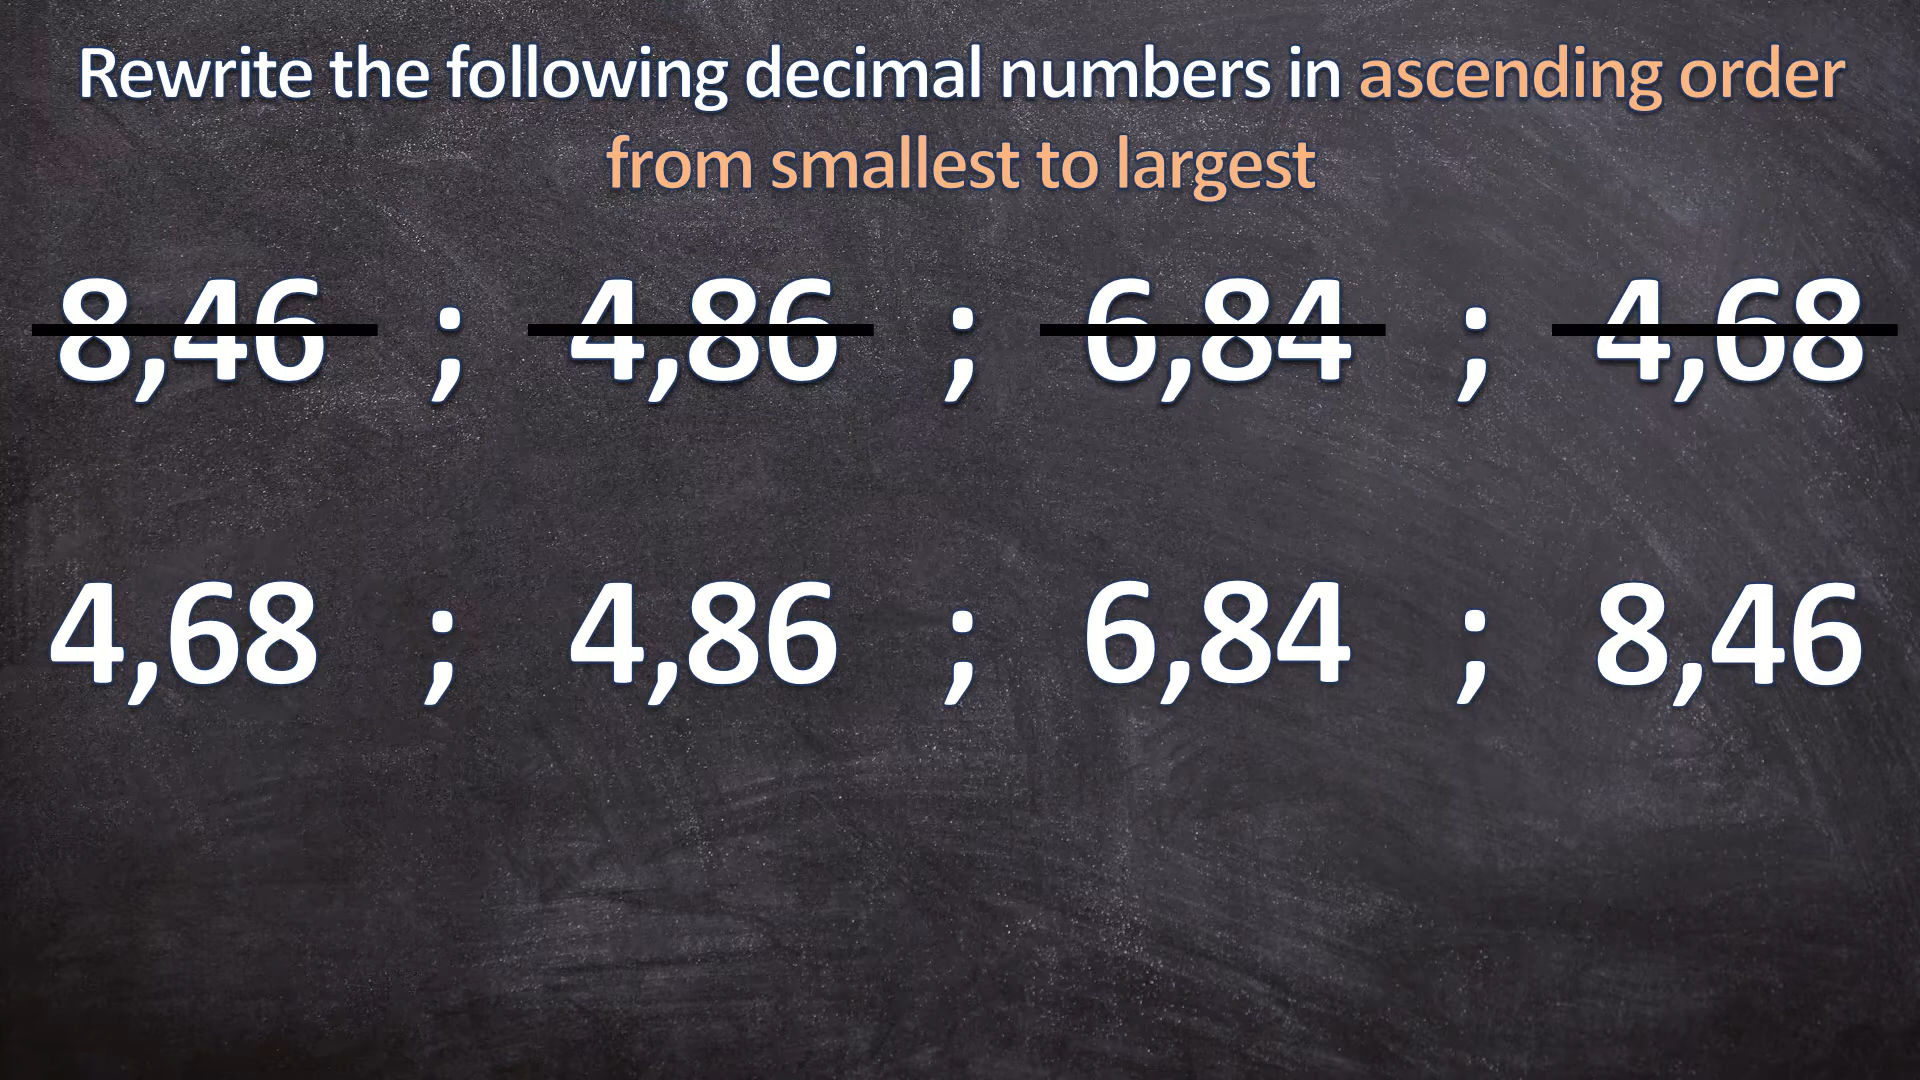 Rewrite the following decimal numbers in ascending order
from smallest to largest
8,46 ; 4,86 ; 6,84 ; 4,68
4,68 ; 4,86 ; 6,84 ; 8,46